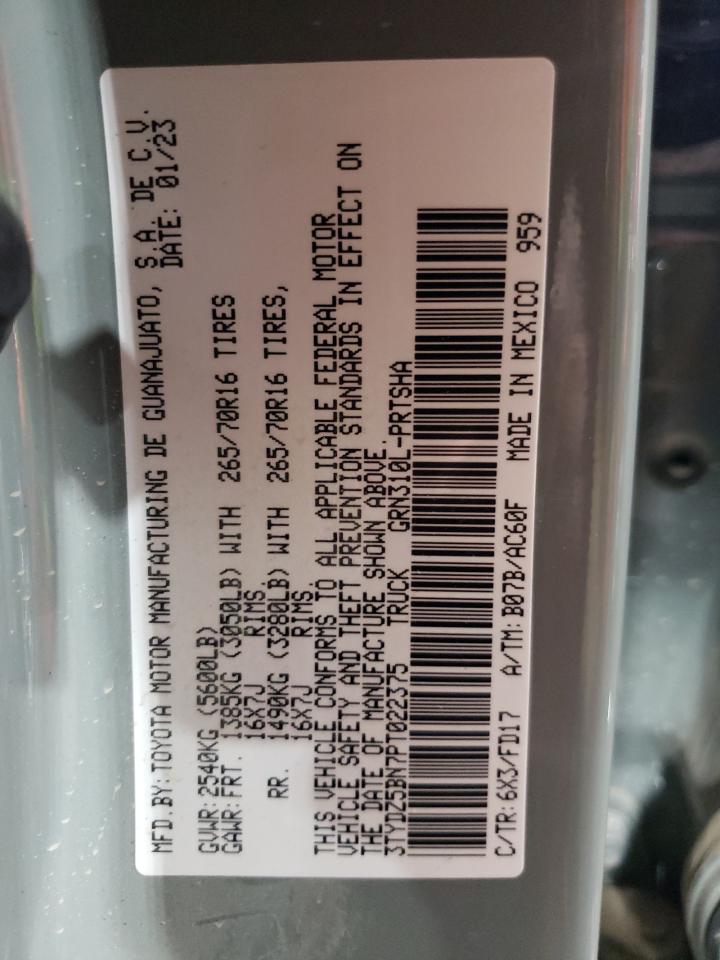 MFD.BY:TOYOTA MOTOR MANUFACTURING DE GUANAJUATO, S.A. DE C.V.
DATE: 01/23
GVWR:2540KG (5600LB)
GAWR:FRT. 1385KG (3050LB) WITH 265/70R16 TIRES
16X7J RIMS.
RR. 1490KG (3280LB) WITH 265/70R16 TIRES,
16X7J RIMS.
THIS VEHICLE CONFORMS TO ALL APPLICABLE FEDERAL MOTOR
VEHICLE SAFETY AND THEFT PREVENTION STANDARDS IN EFFECT ON
THE DATE OF MANUFACTURE SHOWN ABOVE.
3TYDZ5BN7PT022375 TRUCK GRN310L-PRTSHA
C/TR:6X3/FD17 A/TM:B07B/AC60F MADE IN MEXICO 959